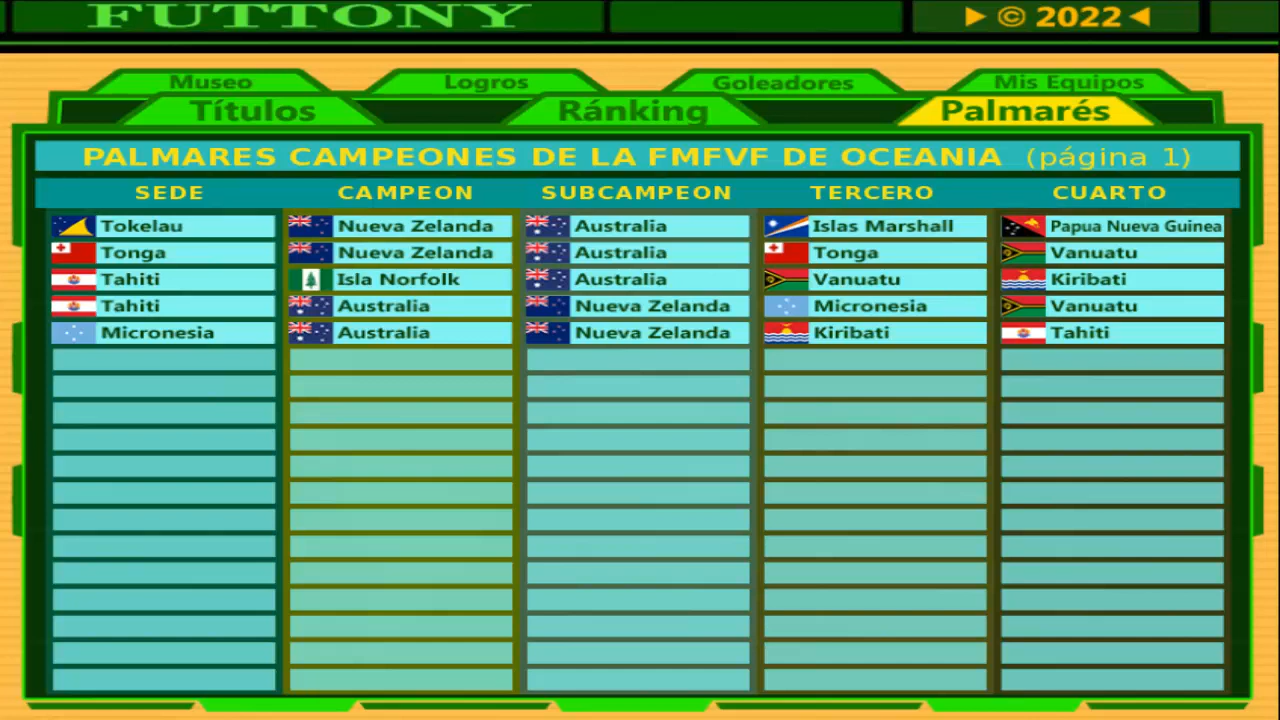 FUTTONY
► © 2022 ◄
Museo Logros Goleadores Mis Equipos
Títulos Ránking Palmarés
PALMARES CAMPEONES DE LA FMFVF DE OCEANIA (página 1)
SEDE CAMPEON SUBCAMPEON TERCERO CUARTO
Tokelau Nueva Zelanda Australia Islas Marshall Papua Nueva Guinea
Tonga Nueva Zelanda Australia Tonga Vanuatu
Tahiti Isla Norfolk Australia Vanuatu Kiribati
Tahiti Australia Nueva Zelanda Micronesia Vanuatu
Micronesia Australia Nueva Zelanda Kiribati Tahiti